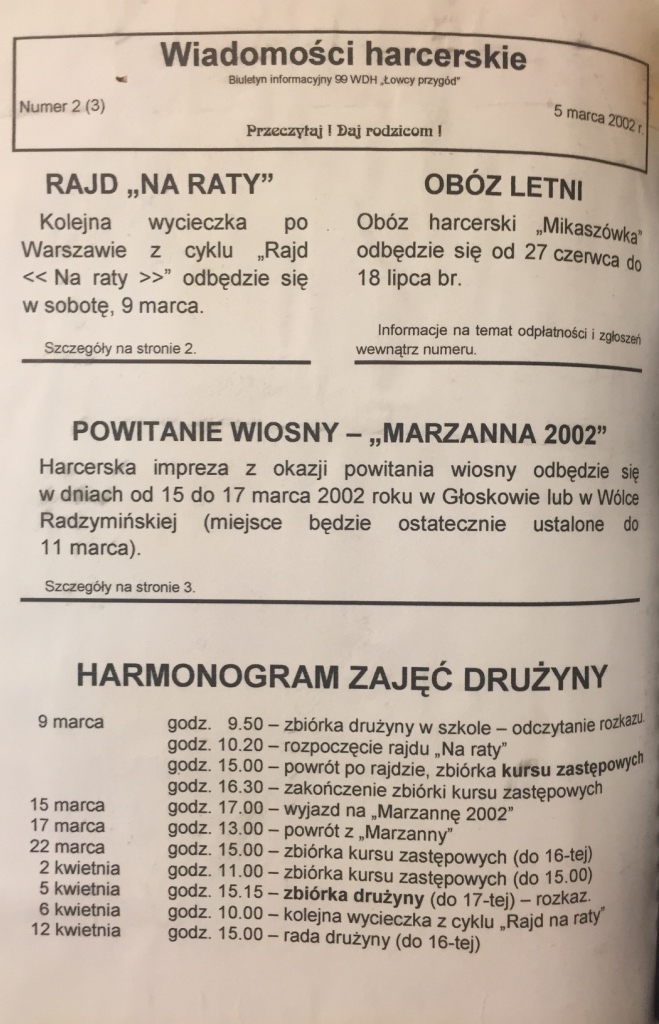 Wiadomości harcerskie
Biuletyn informacyjny 99 WDH „Łowcy przygód”
Numer 2 (3)
5 marca 2002 r.
Przeczytaj ! Daj rodzicom !
RAJD „NA RATY”
Kolejna wycieczka po
Warszawie z cyklu „Rajd
<< Na raty >>” odbędzie się
w sobotę, 9 marca.
Szczegóły na stronie 2.
OBÓZ LETNI
Obóz harcerski „Mikaszówka”
odbędzie się od 27 czerwca do
18 lipca br.
Informacje na temat odpłatności i zgłoszeń
wewnątrz numeru.
POWITANIE WIOSNY – „MARZANNA 2002”
Harcerska impreza z okazji powitania wiosny odbędzie się
w dniach od 15 do 17 marca 2002 roku w Głoskowie lub w Wólce
Radzymińskiej (miejsce będzie ostatecznie ustalone do
11 marca).
Szczegóły na stronie 3.
HARMONOGRAM ZAJĘĆ DRUŻYNY
9 marca godz. 9.50 – zbiórka drużyny w szkole – odczytanie rozkazu.
godz. 10.20 – rozpoczęcie rajdu „Na raty”
godz. 15.00 – powrót po rajdzie, zbiórka kursu zastępowych
godz. 16.30 – zakończenie zbiórki kursu zastępowych
15 marca godz. 17.00 – wyjazd na „Marzannę 2002”
17 marca godz. 13.00 – powrót z „Marzanny”
22 marca godz. 15.00 – zbiórka kursu zastępowych (do 16-tej)
2 kwietnia godz. 11.00 – zbiórka kursu zastępowych (do 15.00)
5 kwietnia godz. 15.15 – zbiórka drużyny (do 17-tej) – rozkaz.
6 kwietnia godz. 10.00 – kolejna wycieczka z cyklu „Rajd na raty”
12 kwietnia godz. 15.00 – rada drużyny (do 16-tej)